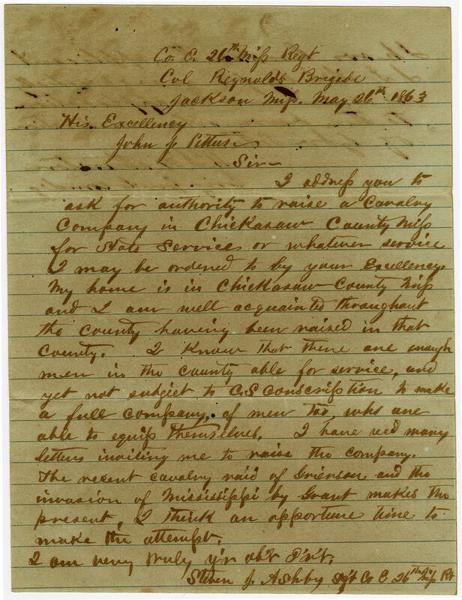 Co. E. 26th Miss Regt
Col Reynolds Brigade
Jackson Miss. May 26th 1863
His Excellency
John J Pettus
Sir—
I address you to
ask for authority to raise a Cavalry
Company in Chickasaw County Miss
for State Service or whatever service
I may be ordered to by your Excellency.
My home is in Chickasaw County Miss
and I am well acquainted throughout
the County having been raised in that
County. I know that there are enough
men in the county able for service, and
yet not subject to C.S conscription to make
a full company, of men too, who are
able to equip themselves. I have recd many
letters inviting me to raise the company.
The recent cavalry raid of Grierson and the
invasion of Mississippi by Grant makes the
present, I think an opportune time to
make the attempt.
I am very truly y'r ob't S'v't.
Steven J Ashby Sgt Co E 26th Miss Rt